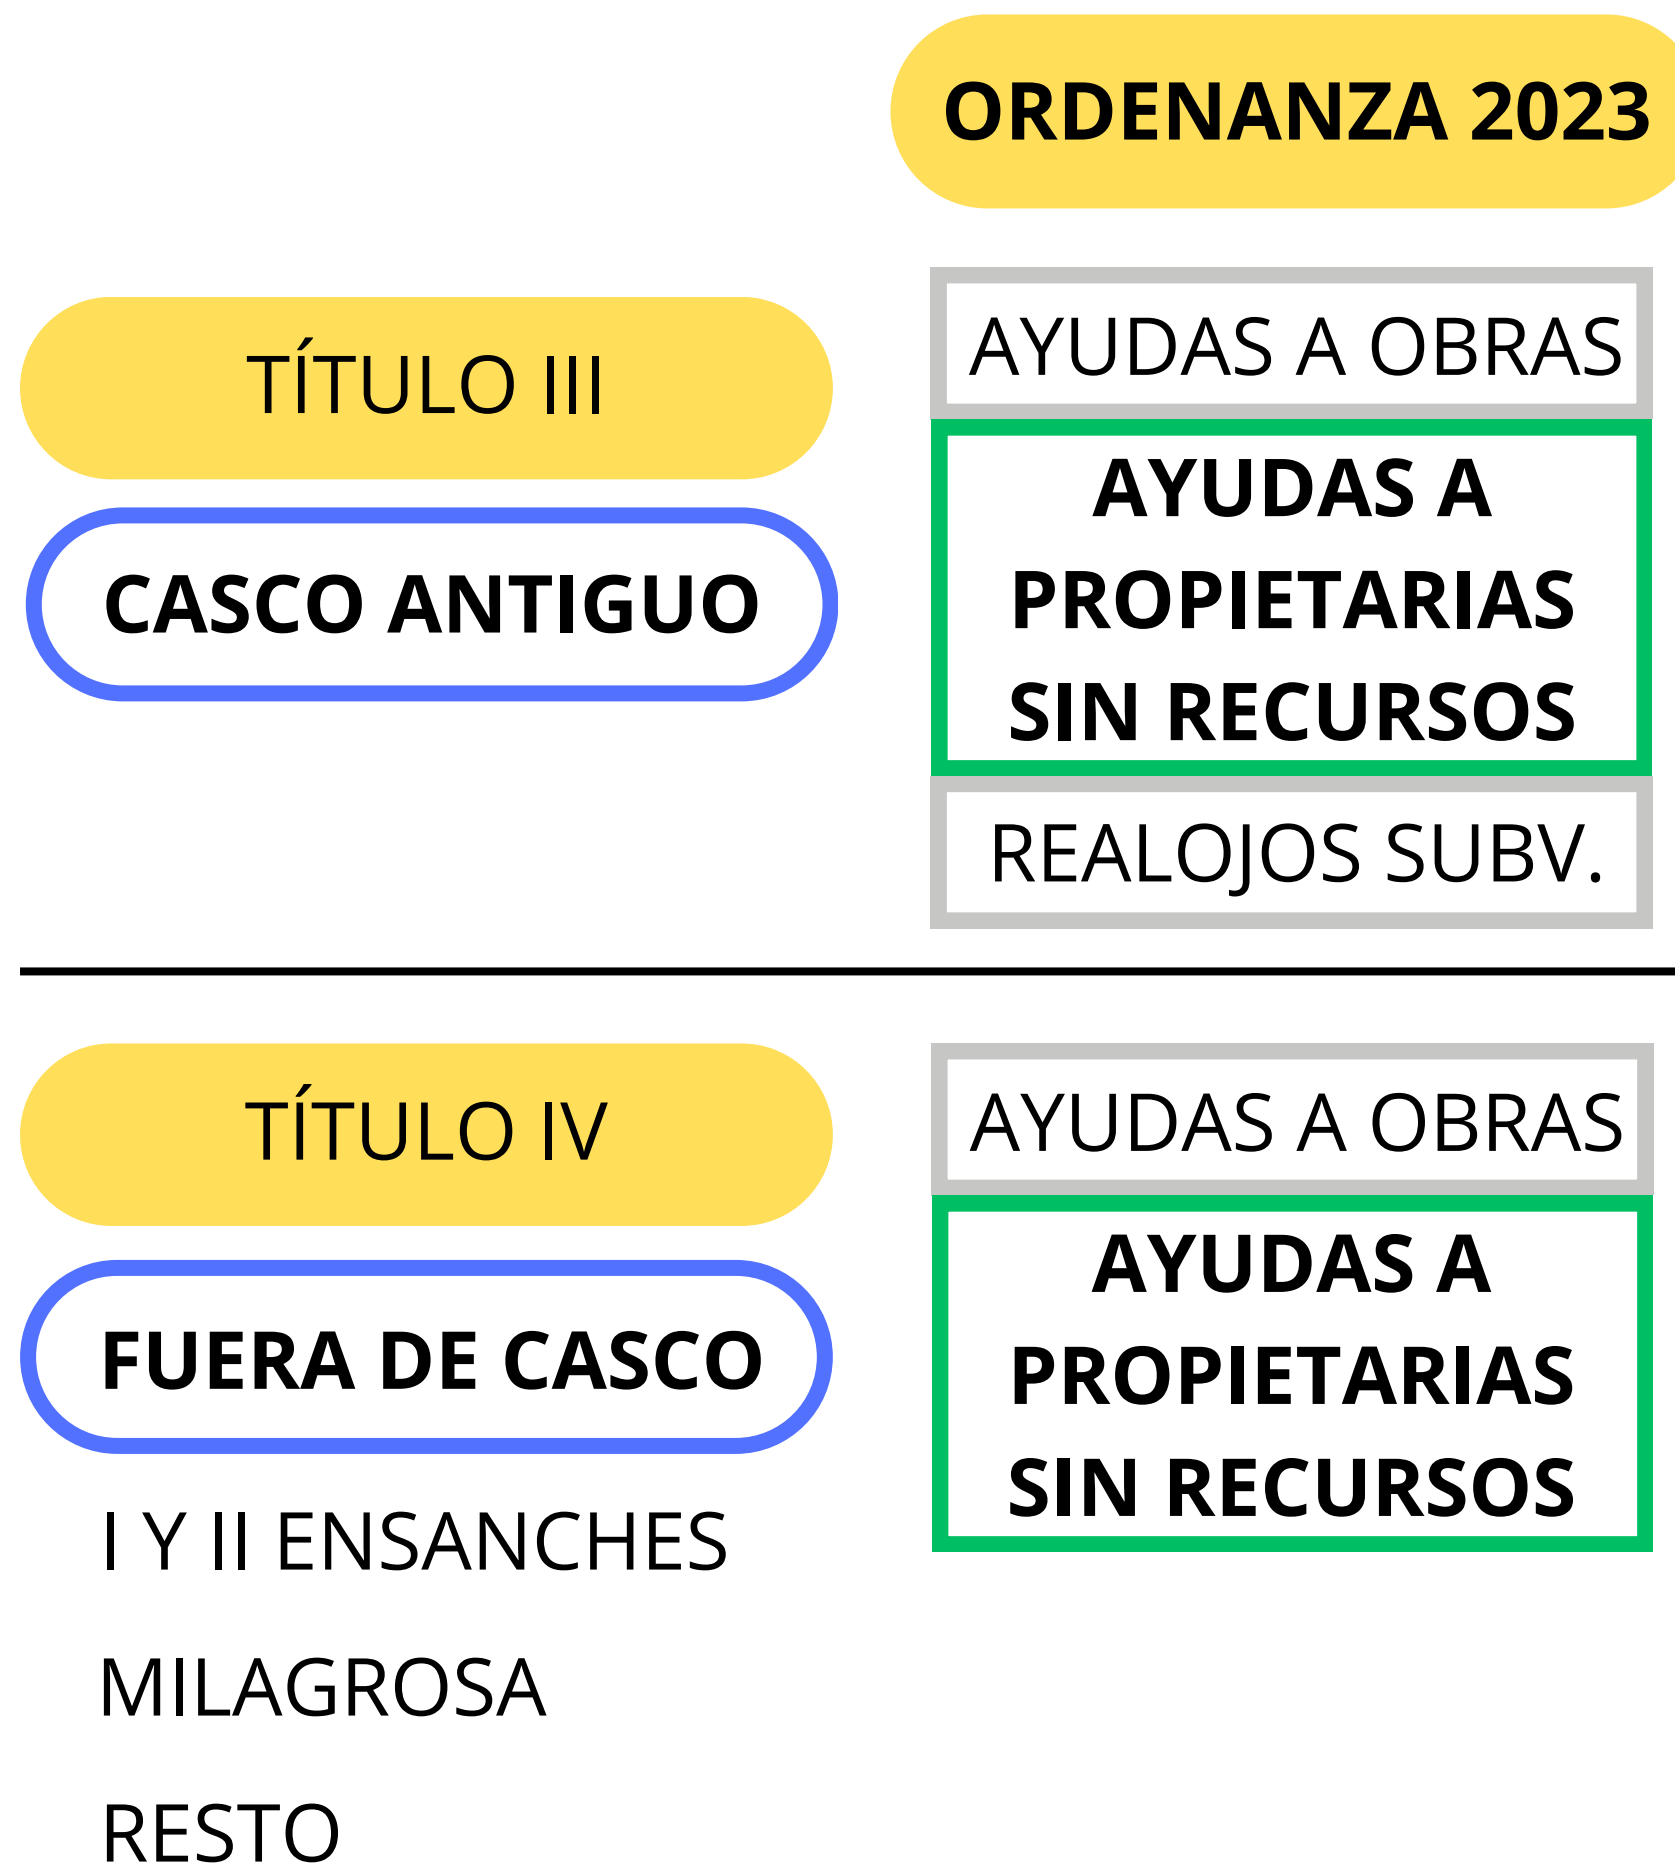 ORDENANZA 2023
TÍTULO III
CASCO ANTIGUO
AYUDAS A OBRAS
AYUDAS A
PROPIETARIAS
SIN RECURSOS
REALOJOS SUBV.
TÍTULO IV
FUERA DE CASCO
I Y II ENSANCHES
MILAGROSA
RESTO
AYUDAS A OBRAS
AYUDAS A
PROPIETARIAS
SIN RECURSOS